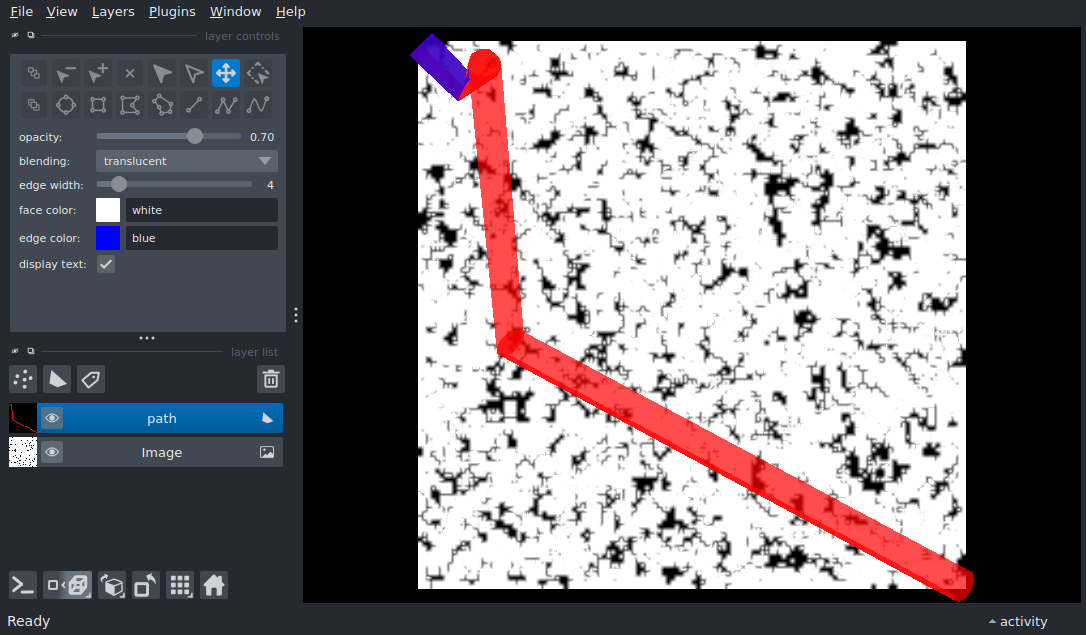 File View Layers Plugins Window Help
layer controls
opacity: 0.70
blending: translucent
edge width: 4
face color: white
edge color: blue
display text:
layer list
path
Image
Ready
activity